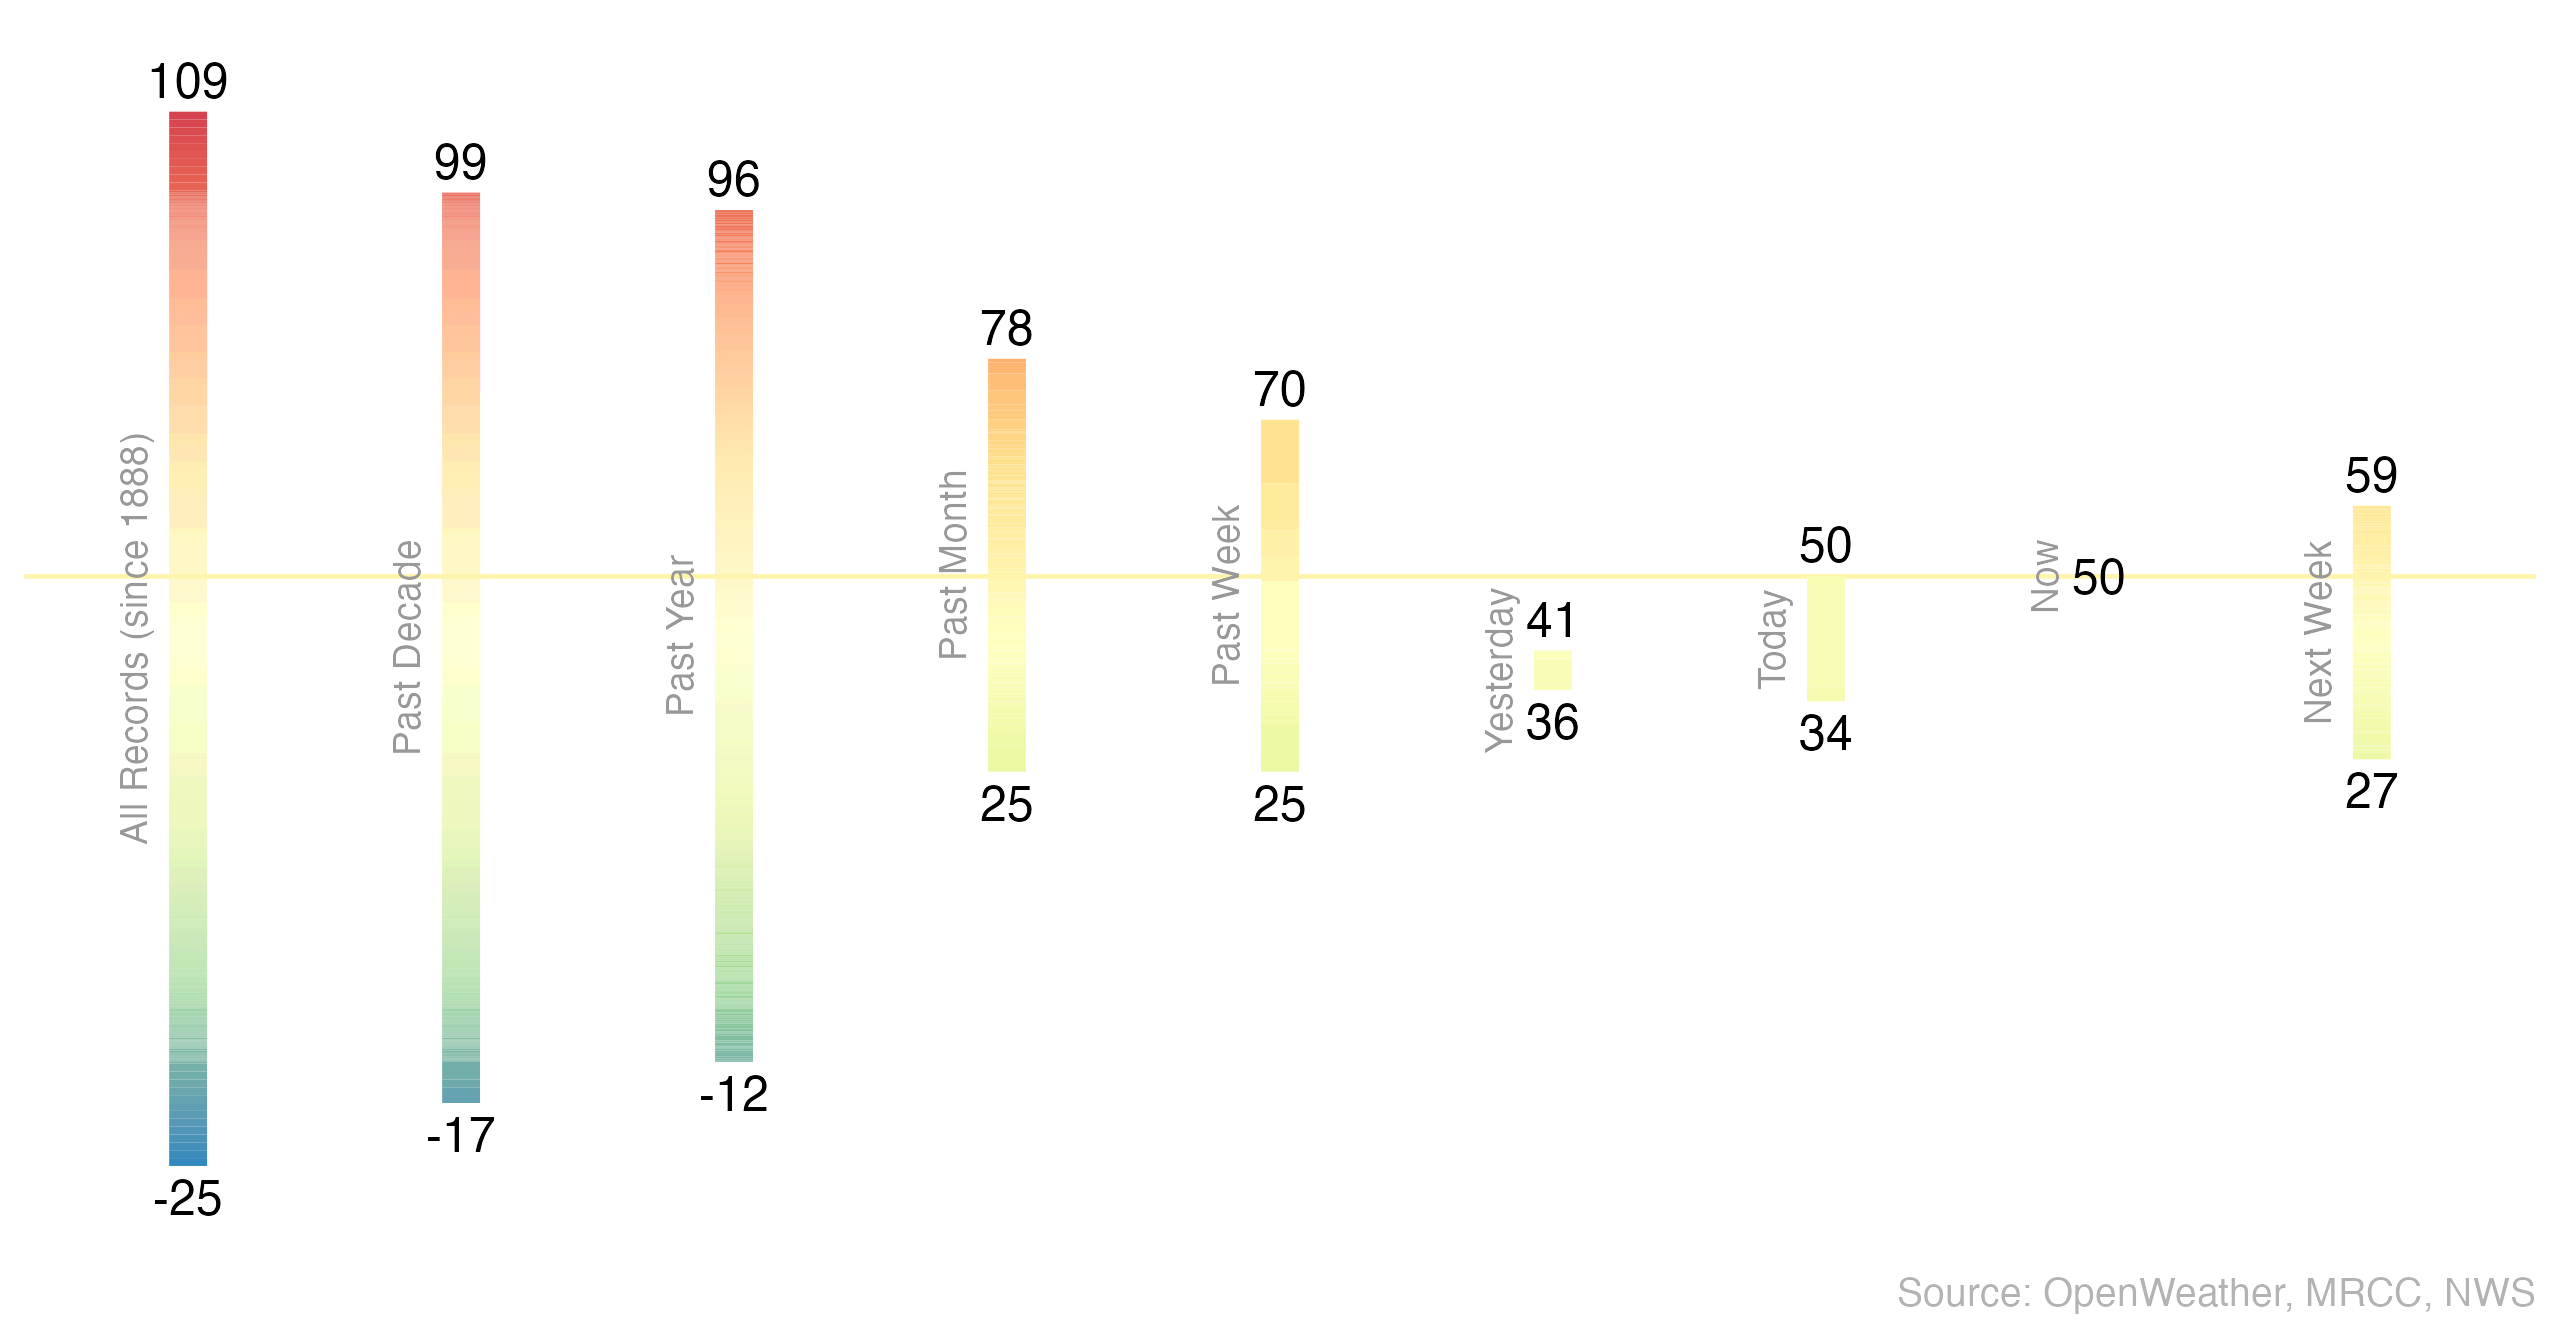 109
All Records (since 1888)
-25
99
Past Decade
-17
96
Past Year
-12
78
Past Month
25
70
Past Week
25
41
Yesterday
36
50
Today
34
Now
50
59
Next Week
27
Source: OpenWeather, MRCC, NWS